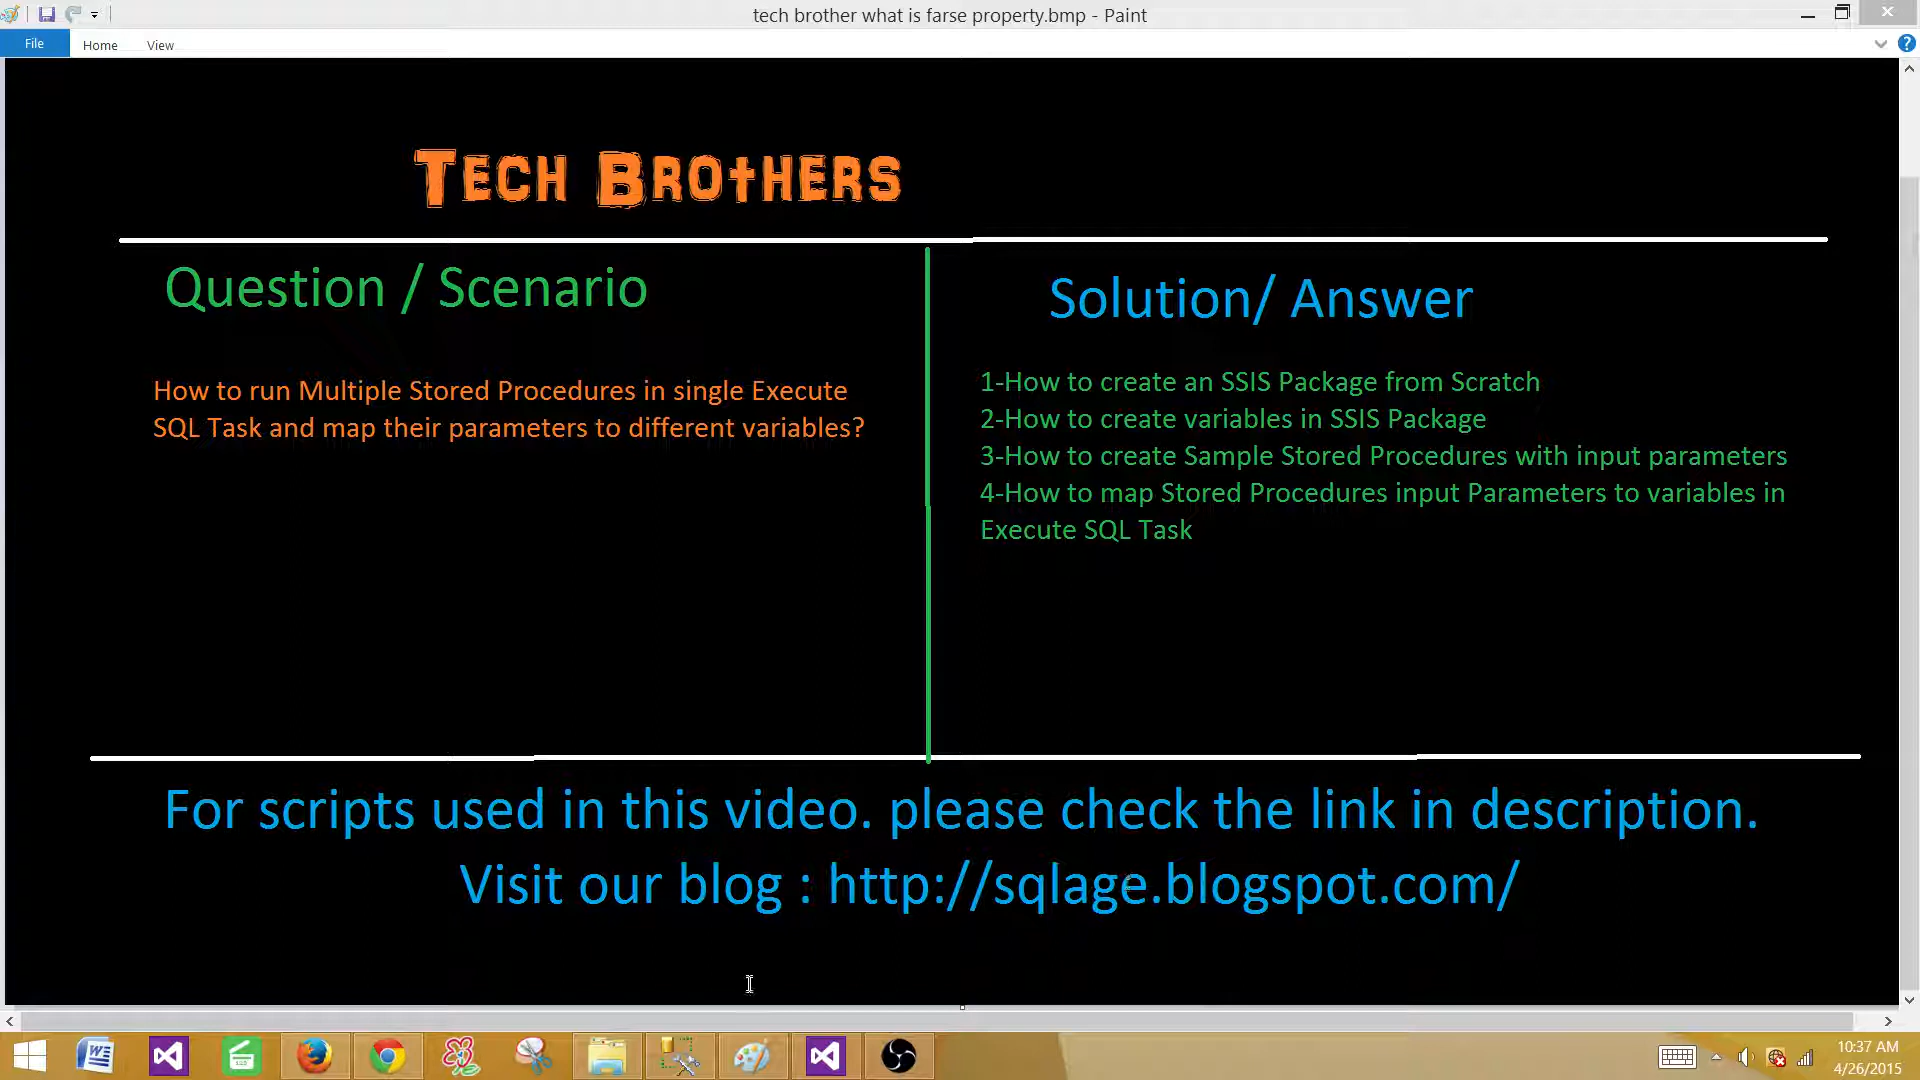 tech brother what is farse property.bmp - Paint
File Home View
Tech Brothers
Question / Scenario
How to run Multiple Stored Procedures in single Execute
SQL Task and map their parameters to different variables?
Solution/ Answer
1-How to create an SSIS Package from Scratch
2-How to create variables in SSIS Package
3-How to create Sample Stored Procedures with input parameters
4-How to map Stored Procedures input Parameters to variables in
Execute SQL Task
For scripts used in this video. please check the link in description.
Visit our blog : http://sqlage.blogspot.com/
10:37 AM
4/26/2015